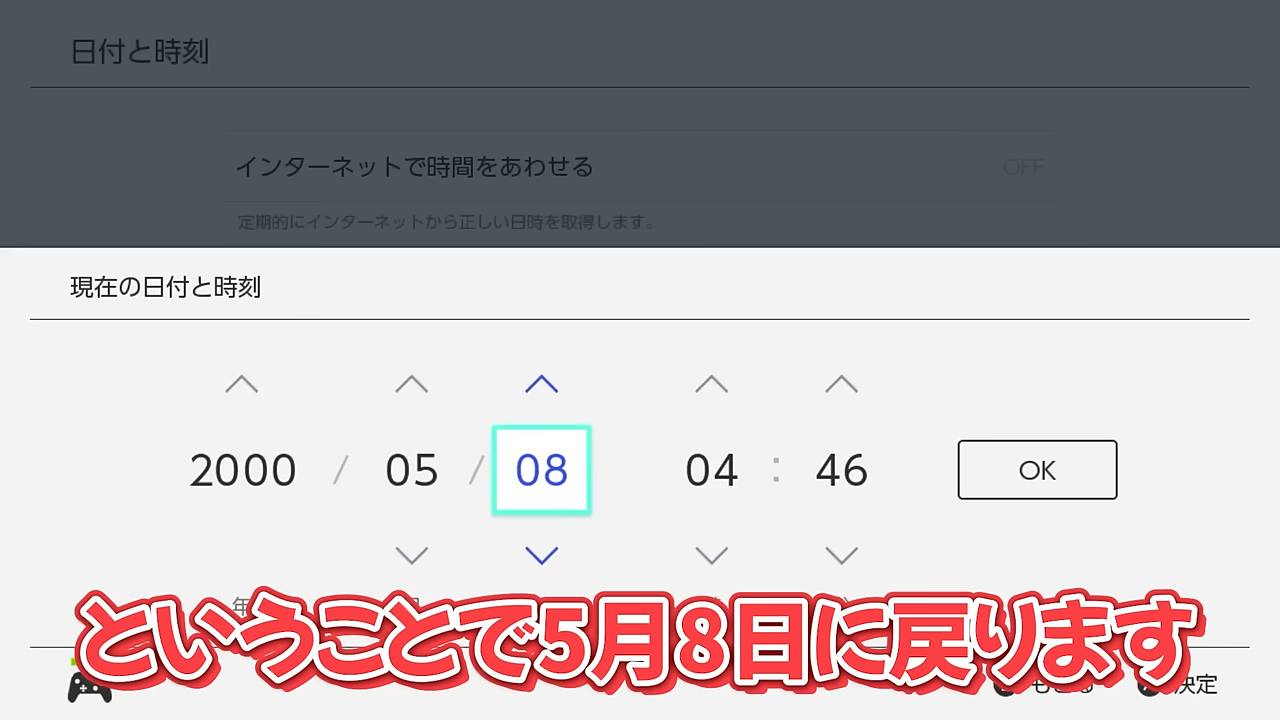 日付と時刻
インターネットで時間をあわせる OFF
定期的にインターネットから正しい日時を取得します。
現在の日付と時刻
2000 / 05 / 08 04 : 46 OK
年
ということで5月8日に戻ります
決定